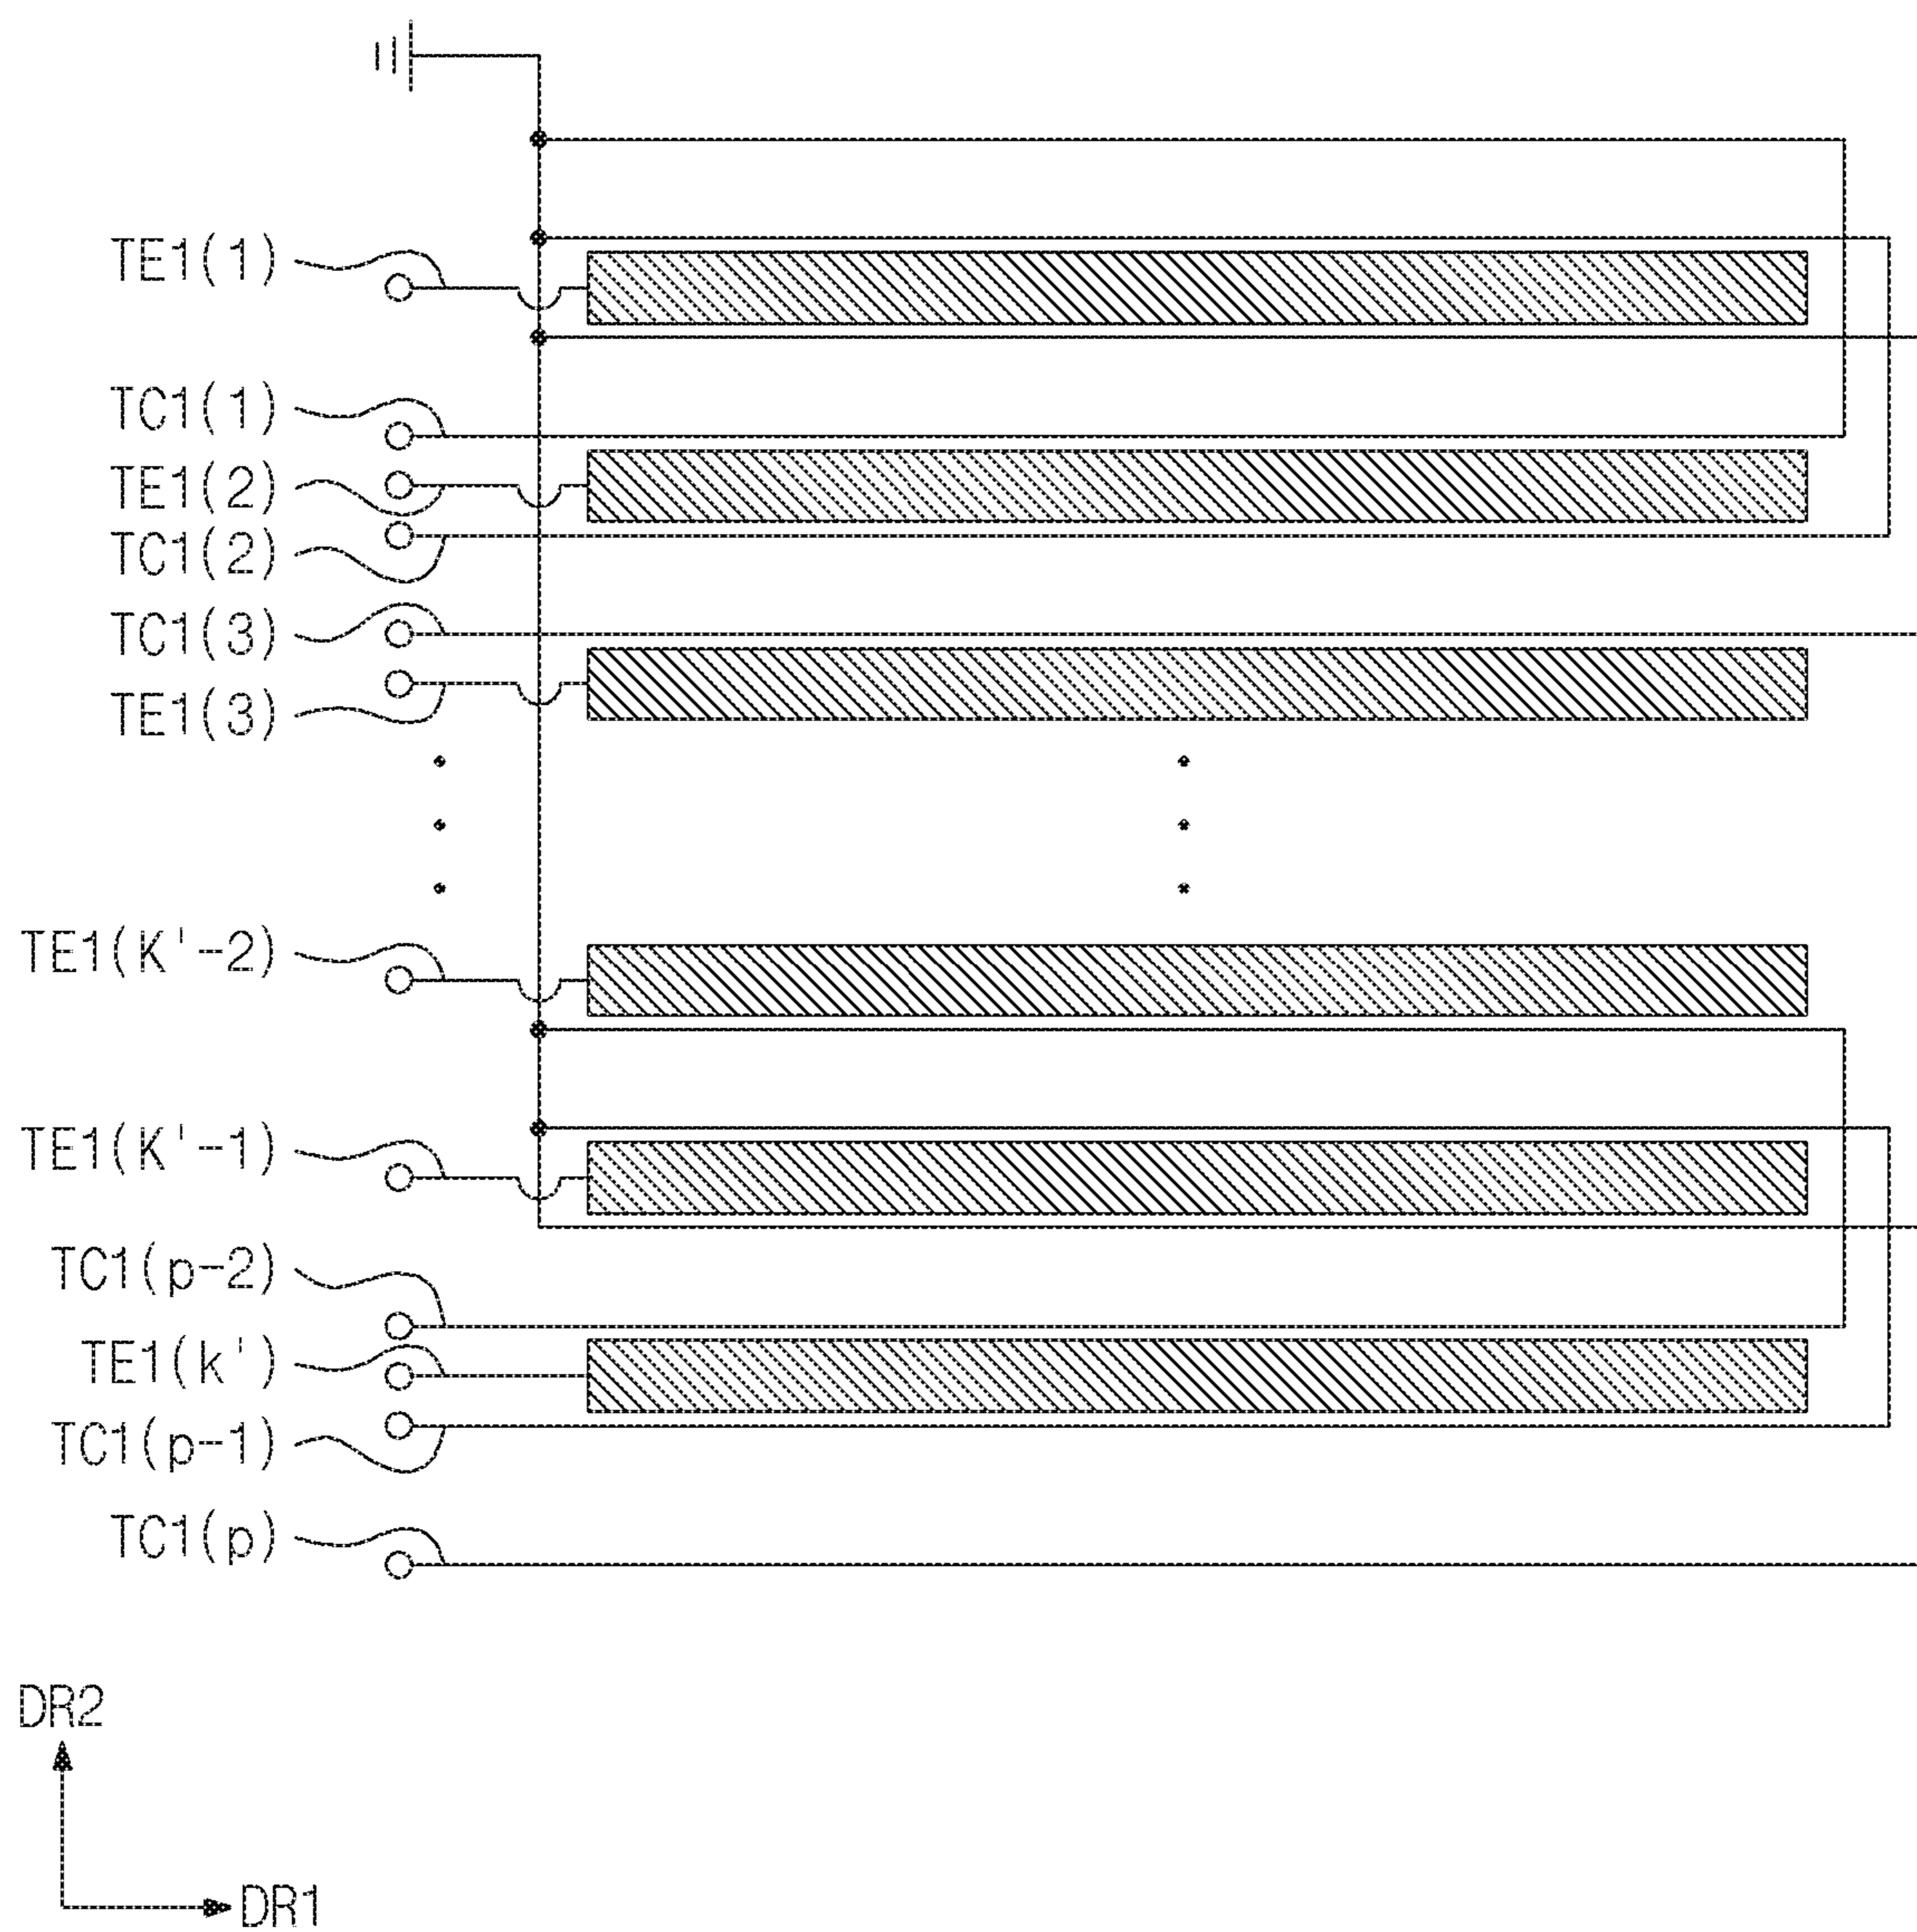 TE1(1)
TC1(1)
TE1(2)
TC1(2)
TC1(3)
TE1(3)
TE1(K'-2)
TE1(K'-1)
TC1(p-2)
TE1(k')
TC1(p-1)
TC1(p)
DR2
DR1